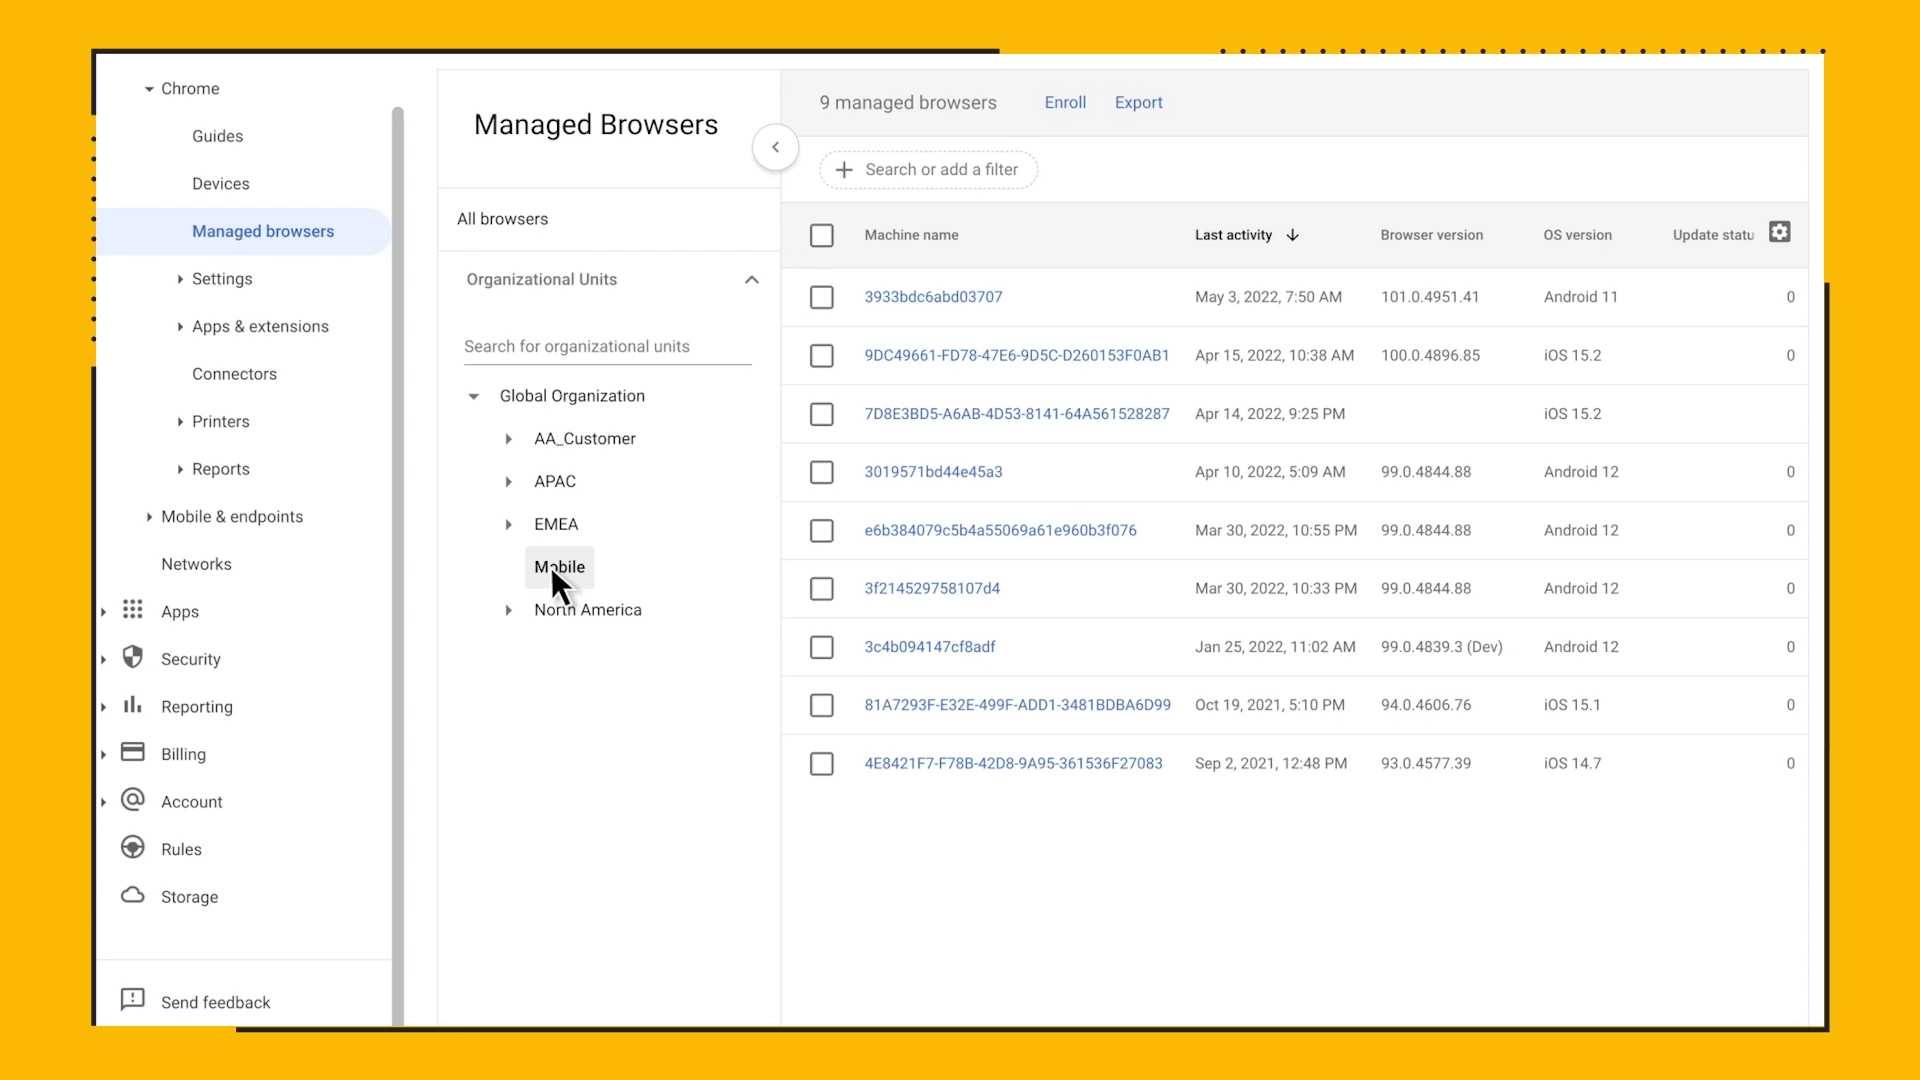 Chrome
Guides
Devices
Managed browsers
Settings
Apps & extensions
Connectors
Printers
Reports
Mobile & endpoints
Networks
Apps
Security
Reporting
Billing
Account
Rules
Storage
Send feedback
Managed Browsers
All browsers
Organizational Units
Search for organizational units
Global Organization
AA_Customer
APAC
EMEA
Mobile
North America
9 managed browsers Enroll Export
Search or add a filter
Machine name Last activity Browser version OS version Update statu
3933bdc6abd03707 May 3, 2022, 7:50 AM 101.0.4951.41 Android 11 0
9DC49661-FD78-47E6-9D5C-D260153F0AB1 Apr 15, 2022, 10:38 AM 100.0.4896.85 iOS 15.2 0
7D8E3BD5-A6AB-4D53-8141-64A561528287 Apr 14, 2022, 9:25 PM iOS 15.2
3019571bd44e45a3 Apr 10, 2022, 5:09 AM 99.0.4844.88 Android 12 0
e6b384079c5b4a55069a61e960b3f076 Mar 30, 2022, 10:55 PM 99.0.4844.88 Android 12 0
3f214529758107d4 Mar 30, 2022, 10:33 PM 99.0.4844.88 Android 12 0
3c4b094147cf8adf Jan 25, 2022, 11:02 AM 99.0.4839.3 (Dev) Android 12 0
81A7293F-E32E-499F-ADD1-3481BDBA6D99 Oct 19, 2021, 5:10 PM 94.0.4606.76 iOS 15.1 0
4E8421F7-F78B-42D8-9A95-361536F27083 Sep 2, 2021, 12:48 PM 93.0.4577.39 iOS 14.7 0